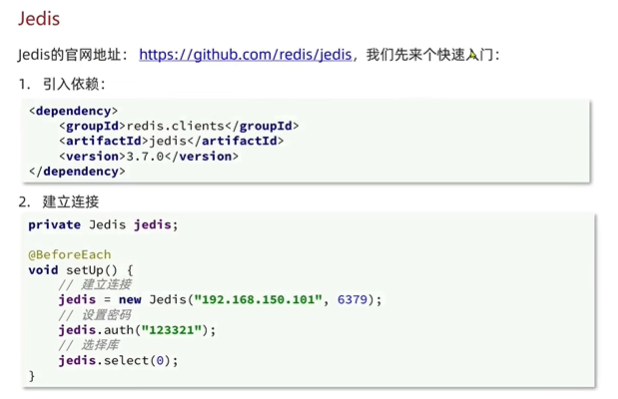 Jedis
Jedis的官网地址： https://github.com/redis/jedis，我们先来个快速入门：
1. 引入依赖：
<dependency>
    <groupId>redis.clients</groupId>
    <artifactId>jedis</artifactId>
    <version>3.7.0</version>
</dependency>
2. 建立连接
private Jedis jedis;

@BeforeEach
void setUp() {
    // 建立连接
    jedis = new Jedis("192.168.150.101", 6379);
    // 设置密码
    jedis.auth("123321");
    // 选择库
    jedis.select(0);
}